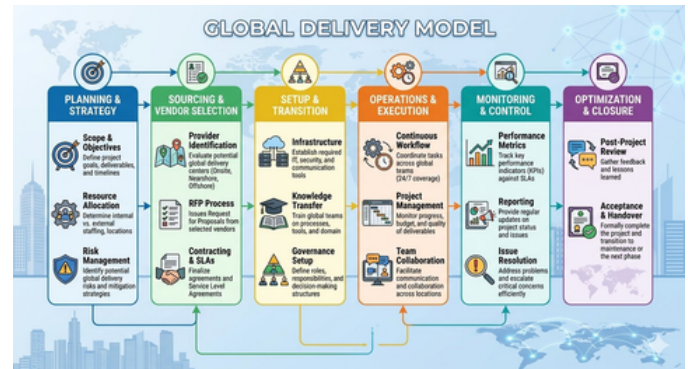 GLOBAL DELIVERY MODEL
PLANNING &
STRATEGY
Scope &
Objectives
Define project
goals, deliverables,
and timelines
Resource
Allocation
Determine internal
vs. external
staffing, locations
Risk
Management
Identify potential
global delivery
risks and mitigation
strategies
SOURCING &
VENDOR SELECTION
Provider
Identification
Evaluate potential
global delivery
centers (Onsite,
Nearshore,
Offshore)
RFP Process
Issues Request
for Proposals from
selected vendors
Contracting
& SLAs
Finalize
agreements and
Service Level
Agreements
SETUP &
TRANSITION
Infrastructure
Establish required
IT, security, and
communication
tools
Knowledge
Transfer
Train global teams
on processes,
tools, and domain
Governance
Setup
Define roles,
responsibilities, and
decision-making
structures
OPERATIONS &
EXECUTION
Continuous
Workflow
Coordinate tasks
across global
teams
(24/7 coverage)
Project
Management
Monitor progress,
budget, and quality
of deliverables
Team
Collaboration
Facilitate
communication
and collaboration
across locations
MONITORING
& CONTROL
Performance
Metrics
Track key
performance
indicators (KPIs)
against SLAs
Reporting
Provide regular
updates on
project status
and issues
Issue
Resolution
Address problems
and escalate
critical concerns
efficiently
OPTIMIZATION
& CLOSURE
Post-Project
Review
Gather feedback
and lessons
learned
Acceptance &
Handover
Formally complete
the project and
transition to
maintenance or
the next phase